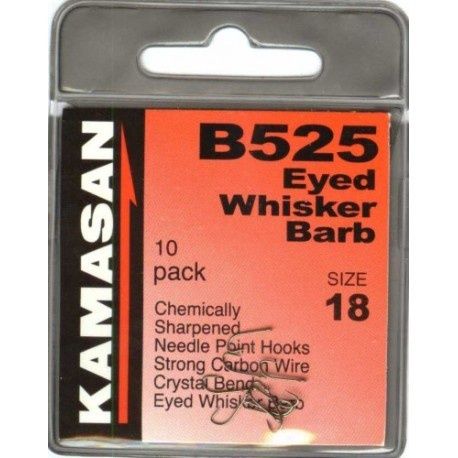 KAMASAN
B525
Eyed
Whisker
Barb
10
pack
SIZE
18
Chemically
Sharpened
Needle Point Hooks
Strong Carbon Wire
Crystal Bend
Eyed Whisker Barb